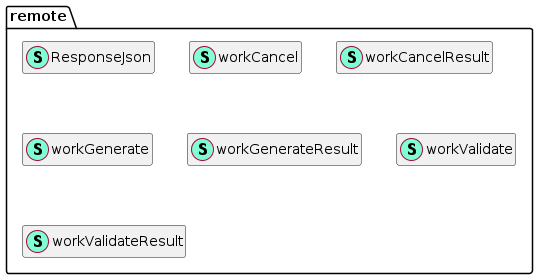 remote
S ResponseJson
S workCancel
S workCancelResult
S workGenerate
S workGenerateResult
S workValidate
S workValidateResult